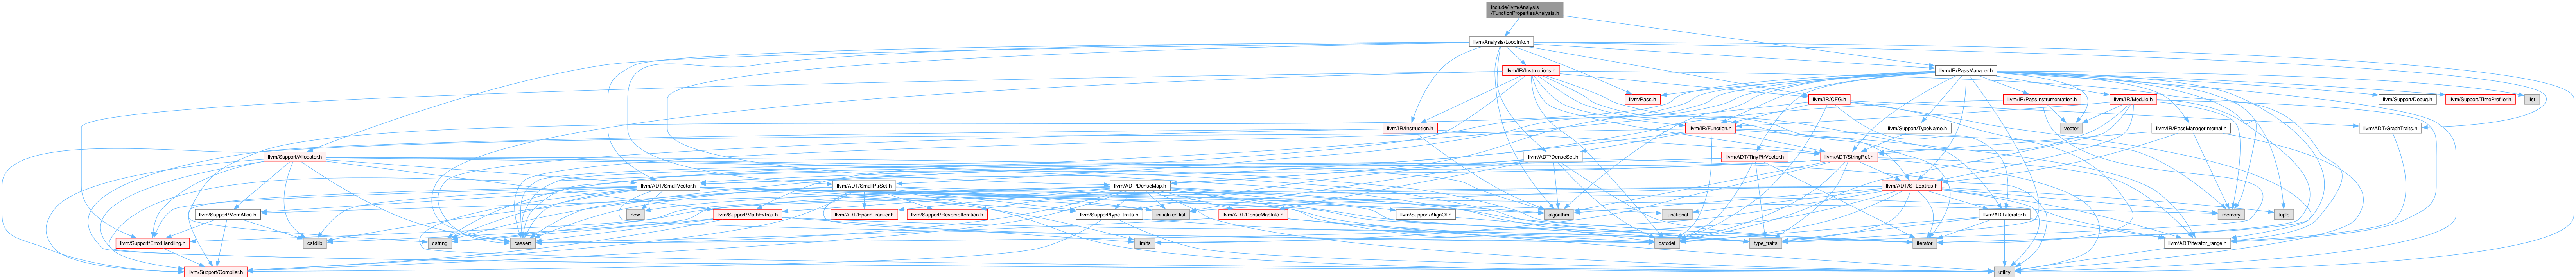 include/llvm/Analysis
/FunctionPropertiesAnalysis.h
llvm/Analysis/LoopInfo.h
llvm/IR/Instructions.h
llvm/IR/PassManager.h
llvm/Pass.h
llvm/IR/CFG.h
llvm/IR/PassInstrumentation.h
llvm/IR/Module.h
llvm/Support/Debug.h
llvm/Support/TimeProfiler.h
list
llvm/IR/Instruction.h
llvm/IR/Function.h
llvm/Support/TypeName.h
vector
llvm/IR/PassManagerInternal.h
llvm/ADT/GraphTraits.h
llvm/Support/Allocator.h
llvm/ADT/DenseSet.h
llvm/ADT/TinyPtrVector.h
llvm/ADT/StringRef.h
llvm/ADT/SmallVector.h
llvm/ADT/SmallPtrSet.h
llvm/ADT/DenseMap.h
llvm/ADT/STLExtras.h
llvm/Support/MemAlloc.h
new
llvm/Support/MathExtras.h
llvm/ADT/EpochTracker.h
llvm/Support/ReverseIteration.h
llvm/Support/type_traits.h
initializer_list
llvm/ADT/DenseMapInfo.h
llvm/Support/AlignOf.h
algorithm
functional
llvm/ADT/iterator.h
memory
tuple
llvm/Support/ErrorHandling.h
cstdlib
cstring
cassert
limits
cstddef
type_traits
iterator
llvm/ADT/iterator_range.h
llvm/Support/Compiler.h
utility